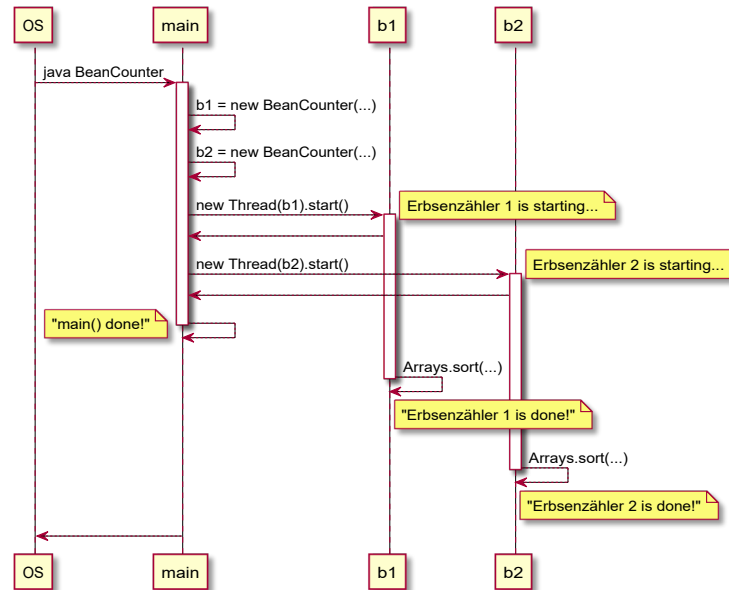 OS main b1 b2
java BeanCounter
b1 = new BeanCounter(...)
b2 = new BeanCounter(...)
new Thread(b1).start()
Erbsenzähler 1 is starting...
new Thread(b2).start()
Erbsenzähler 2 is starting...
"main() done!"
Arrays.sort(...)
"Erbsenzähler 1 is done!"
Arrays.sort(...)
"Erbsenzähler 2 is done!"
OS main b1 b2